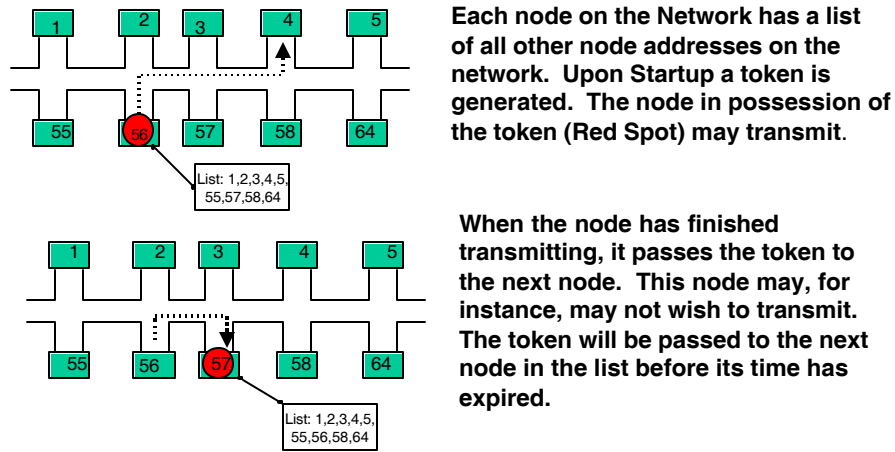 1 2 3 4 5
Each node on the Network has a list
of all other node addresses on the
network. Upon Startup a token is
generated. The node in possession of
the token (Red Spot) may transmit.
55 56 57 58 64
List: 1,2,3,4,5,
55,57,58,64
1 2 3 4 5
When the node has finished
transmitting, it passes the token to
the next node. This node may, for
instance, may not wish to transmit.
The token will be passed to the next
node in the list before its time has
expired.
55 56 57 58 64
List: 1,2,3,4,5,
55,56,58,64